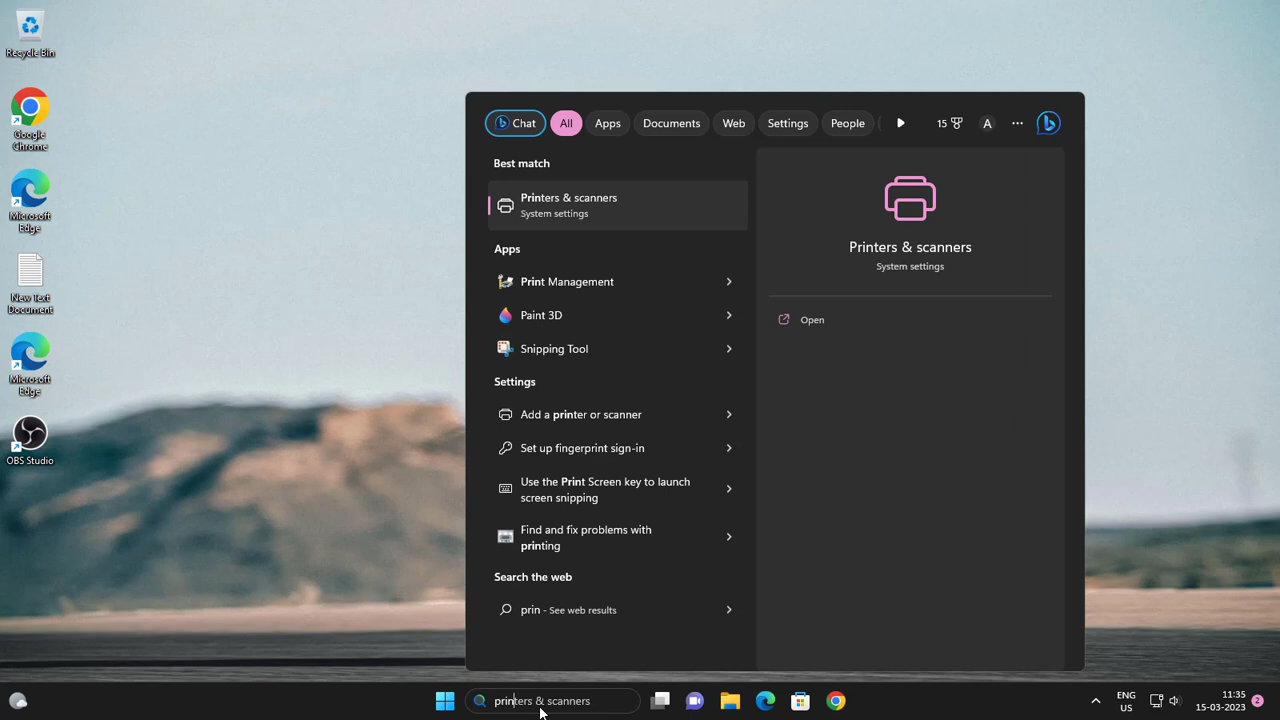 Recycle Bin
Google
Chrome
Microsoft
Edge
New Text
Document
Microsoft
Edge
OBS Studio
Chat All Apps Documents Web Settings People 15 A
Best match
Printers & scanners
System settings
Apps
Print Management
Paint 3D
Snipping Tool
Settings
Add a printer or scanner
Set up fingerprint sign-in
Use the Print Screen key to launch
screen snipping
Find and fix problems with
printing
Search the web
prin - See web results
Printers & scanners
System settings
Open
printers & scanners
ENG
US
11:35
15-03-2023
2